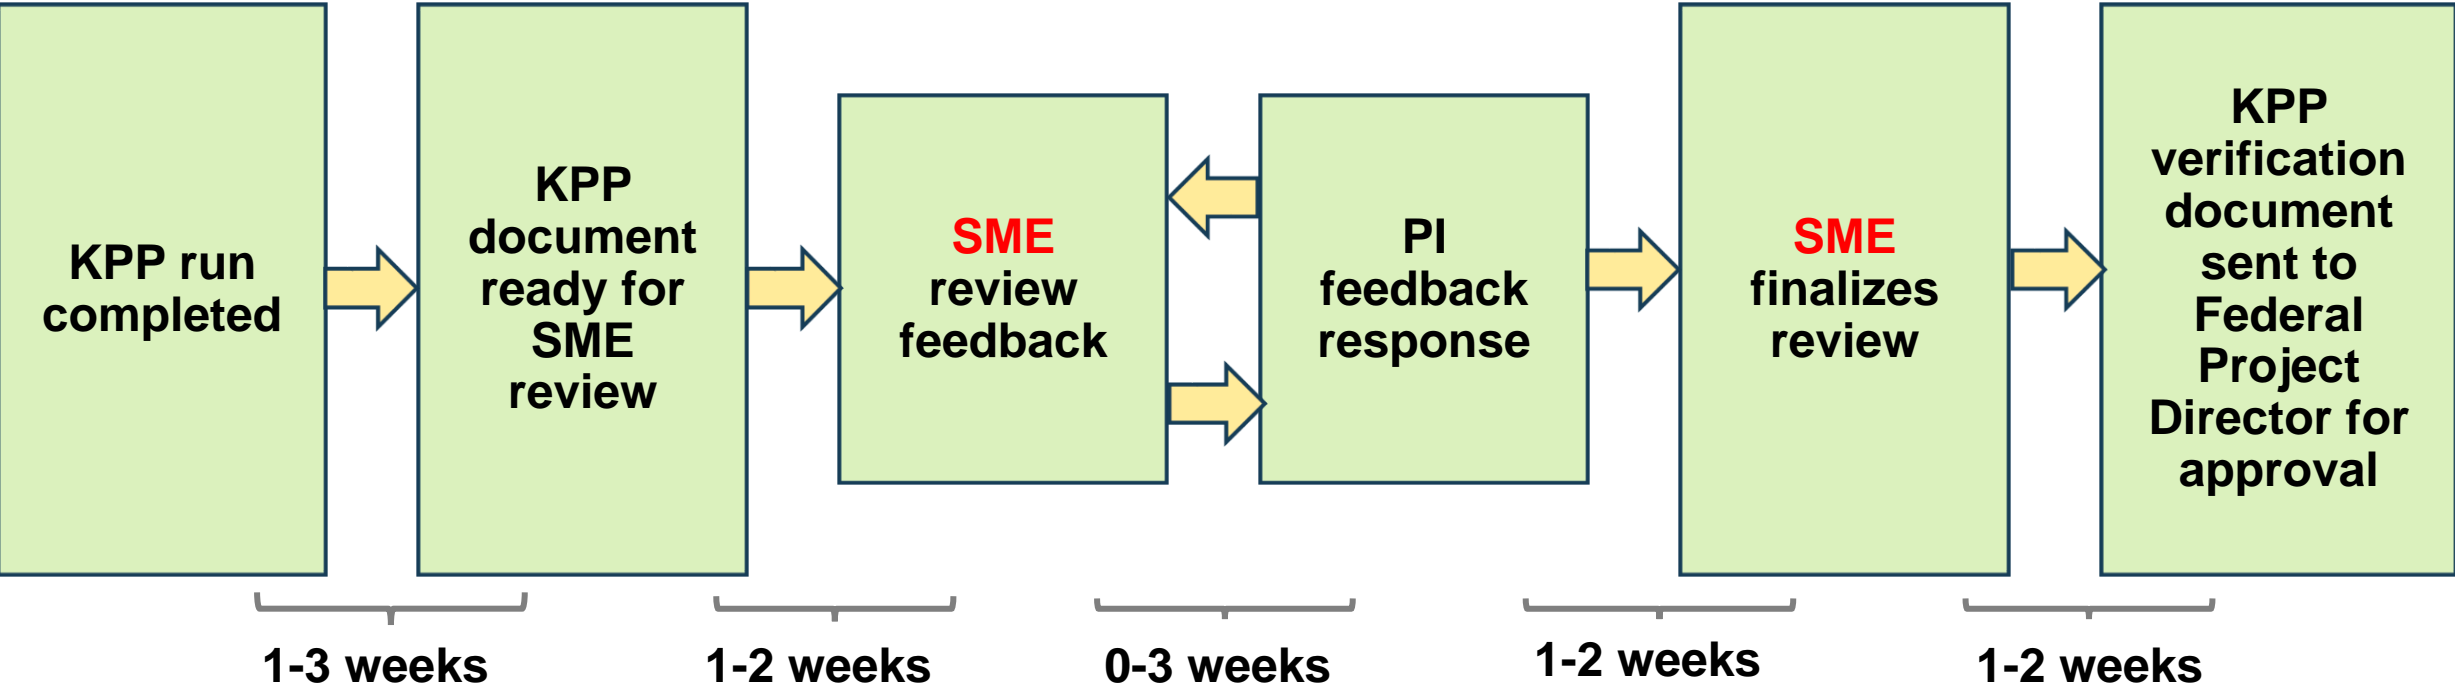 KPP run
completed
KPP
document
ready for
SME
review
SME
review
feedback
PI
feedback
response
SME
finalizes
review
KPP
verification
document
sent to
Federal
Project
Director for
approval
1-3 weeks
1-2 weeks
0-3 weeks
1-2 weeks
1-2 weeks